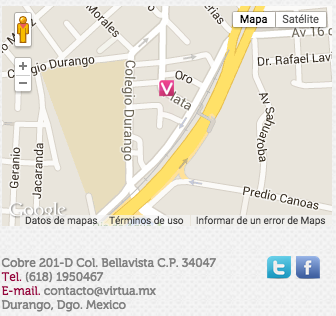 Morales
Mapa
Satélite
Av 16 d
Colegio Durango
Dr. Rafael Lav
Oro
Plata
V
Colegio Durango
Av Sahuatoba
Geranio
Jacaranda
Predio Canoas
Google
Datos de mapas
Términos de uso
Informar de un error de Maps
Cobre 201-D Col. Bellavista C.P. 34047
Tel. (618) 1950467
E-mail. contacto@virtua.mx
Durango, Dgo. Mexico